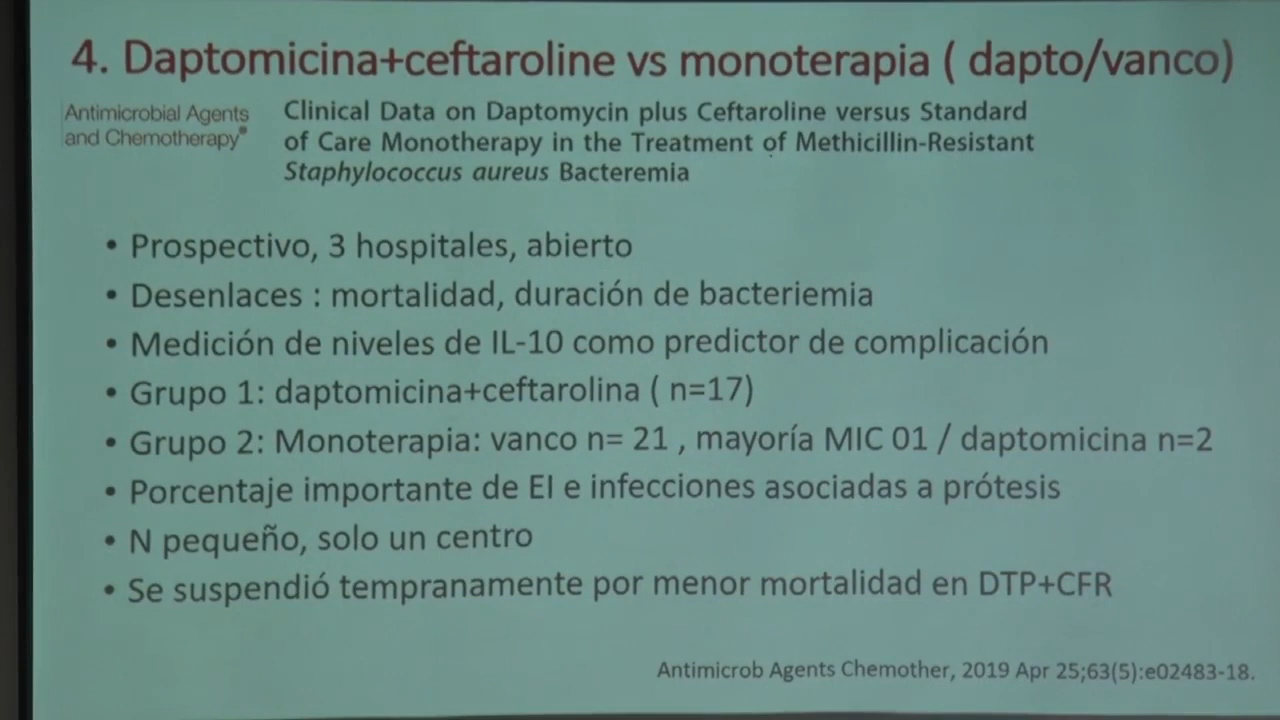 4. Daptomicina+ceftaroline vs monoterapia ( dapto/vanco)
Antimicrobial Agents
and Chemotherapy®
Clinical Data on Daptomycin plus Ceftaroline versus Standard
of Care Monotherapy in the Treatment of Methicillin-Resistant
Staphylococcus aureus Bacteremia
• Prospectivo, 3 hospitales, abierto
• Desenlaces : mortalidad, duración de bacteriemia
• Medición de niveles de IL-10 como predictor de complicación
• Grupo 1: daptomicina+ceftarolina ( n=17)
• Grupo 2: Monoterapia: vanco n= 21 , mayoría MIC 01 / daptomicina n=2
• Porcentaje importante de EI e infecciones asociadas a prótesis
• N pequeño, solo un centro
• Se suspendió tempranamente por menor mortalidad en DTP+CFR
Antimicrob Agents Chemother, 2019 Apr 25;63(5):e02483-18.